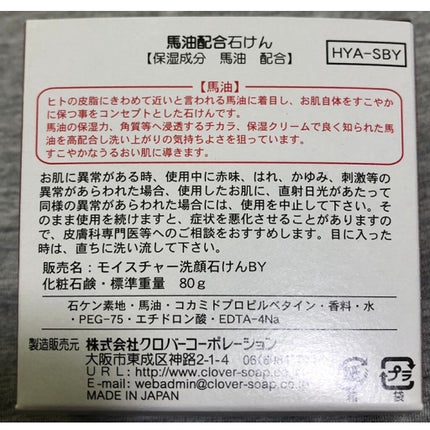 馬油配合石けん
【保湿成分 馬油 配合】
HYA-SBY
【馬油】
ヒトの皮脂にきわめて近いと言われる馬油に着目し、お肌自体をすこやか
に保つ事をコンセプトとした石けんです。
馬油の保湿力、角質等へ浸透するチカラ、保湿クリームで良く知られた馬
油を高配合し洗い上がりの気持ちよさを狙っています。
すこやかなうるおい肌に導きます。
お肌に異常がある時、使用中に赤味、はれ、かゆみ、刺激等の
異常があらわれた場合、使用したお肌に、直射日光があたって
同様の異常があらわれた場合には、使用を中止して下さい。そ
のまま使用を続けますと、症状を悪化させることがありますの
で、皮膚科専門医等へのご相談をおすすめします。目に入った
時は、直ちに洗い流して下さい。
販売名：モイスチャー洗顔石けんBY
化粧石鹸・標準重量 80g
石ケン素地・馬油・コカミドプロピルベタイン・香料・水
・PEG-75・エチドロン酸・EDTA-4Na
製造販売元 株式会社クロバーコーポレーション
大阪市東成区神路2-1-4
URL:http://www.clover-soap.co
E-mail:webadmin@clover-soap.co
MADE IN JAPAN
紙
箱
プラ
袋